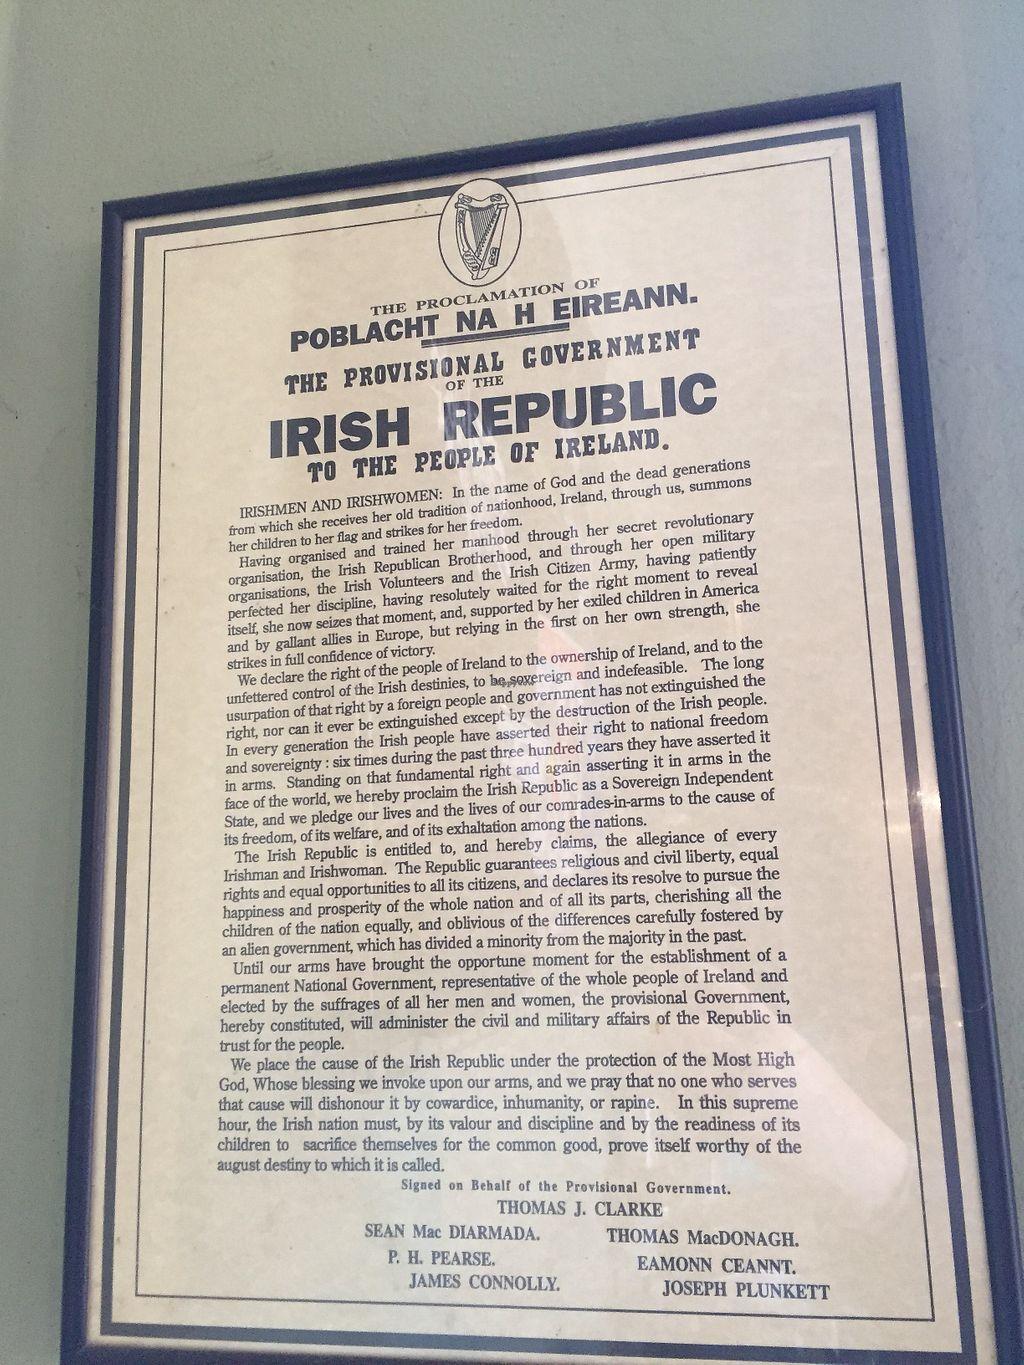 THE PROCLAMATION OF
POBLACHT NA H EIREANN.
THE PROVISIONAL GOVERNMENT
OF THE
IRISH REPUBLIC
TO THE PEOPLE OF IRELAND.
IRISHMEN AND IRISHWOMEN: In the name of God and the dead generations
from which she receives her old tradition of nationhood, Ireland, through us, summons
her children to her flag and strikes for her freedom.
Having organised and trained her manhood through her secret revolutionary
organisation, the Irish Republican Brotherhood, and through her open military
organisations, the Irish Volunteers and the Irish Citizen Army, having patiently
perfected her discipline, having resolutely waited for the right moment to reveal
itself, she now seizes that moment, and, supported by her exiled children in America
and by gallant allies in Europe, but relying in the first on her own strength, she
strikes in full confidence of victory.
We declare the right of the people of Ireland to the ownership of Ireland, and to the
unfettered control of the Irish destinies, to be sovereign and indefeasible. The long
usurpation of that right by a foreign people and government has not extinguished the
right, nor can it ever be extinguished except by the destruction of the Irish people.
In every generation the Irish people have asserted their right to national freedom
and sovereignty : six times during the past three hundred years they have asserted it
in arms. Standing on that fundamental right and again asserting it in arms in the
face of the world, we hereby proclaim the Irish Republic as a Sovereign Independent
State, and we pledge our lives and the lives of our comrades-in-arms to the cause of
its freedom, of its welfare, and of its exhaltation among the nations.
The Irish Republic is entitled to, and hereby claims, the allegiance of every
Irishman and Irishwoman. The Republic guarantees religious and civil liberty, equal
rights and equal opportunities to all its citizens, and declares its resolve to pursue the
happiness and prosperity of the whole nation and of all its parts, cherishing all the
children of the nation equally, and oblivious of the differences carefully fostered by
an alien government, which has divided a minority from the majority in the past.
Until our arms have brought the opportune moment for the establishment of a
permanent National Government, representative of the whole people of Ireland and
elected by the suffrages of all her men and women, the provisional Government,
hereby constituted, will administer the civil and military affairs of the Republic in
trust for the people.
We place the cause of the Irish Republic under the protection of the Most High
God, Whose blessing we invoke upon our arms, and we pray that no one who serves
that cause will dishonour it by cowardice, inhumanity, or rapine. In this supreme
hour, the Irish nation must, by its valour and discipline and by the readiness of its
children to sacrifice themselves for the common good, prove itself worthy of the
august destiny to which it is called.
Signed on Behalf of the Provisional Government.
THOMAS J. CLARKE
SEAN Mac DIARMADA. THOMAS MacDONAGH.
P. H. PEARSE. EAMONN CEANNT.
JAMES CONNOLLY. JOSEPH PLUNKETT